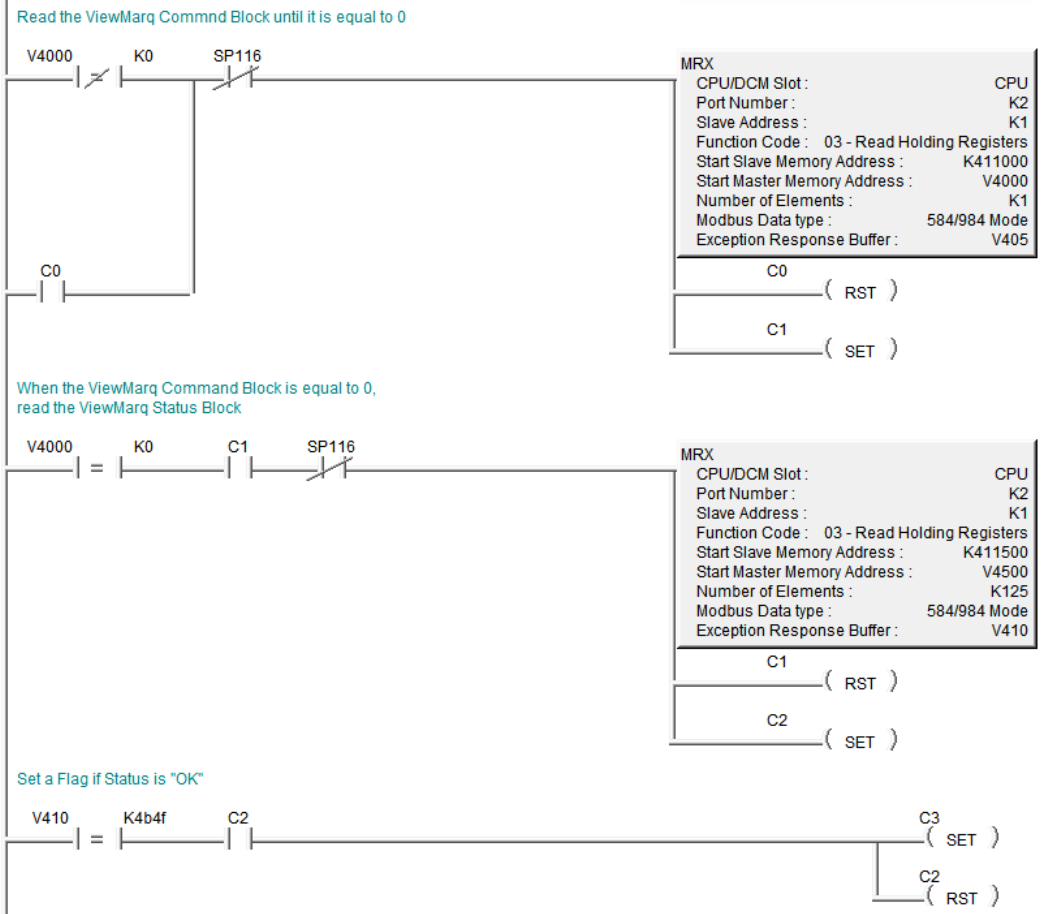 Read the ViewMarq Commnd Block until it is equal to 0
V4000 K0 SP116
MRX
CPU/DCM Slot : CPU
Port Number : K2
Slave Address : K1
Function Code : 03 - Read Holding Registers
Start Slave Memory Address : K411000
Start Master Memory Address : V4000
Number of Elements : K1
Modbus Data type : 584/984 Mode
Exception Response Buffer : V405
C0
C0
( RST )
C1
( SET )
When the ViewMarq Command Block is equal to 0,
read the ViewMarq Status Block
V4000 = K0 C1 SP116
MRX
CPU/DCM Slot : CPU
Port Number : K2
Slave Address : K1
Function Code : 03 - Read Holding Registers
Start Slave Memory Address : K411500
Start Master Memory Address : V4500
Number of Elements : K125
Modbus Data type : 584/984 Mode
Exception Response Buffer : V410
C1
( RST )
C2
( SET )
Set a Flag if Status is "OK"
V410 = K4b4f C2
C3
( SET )
C2
( RST )